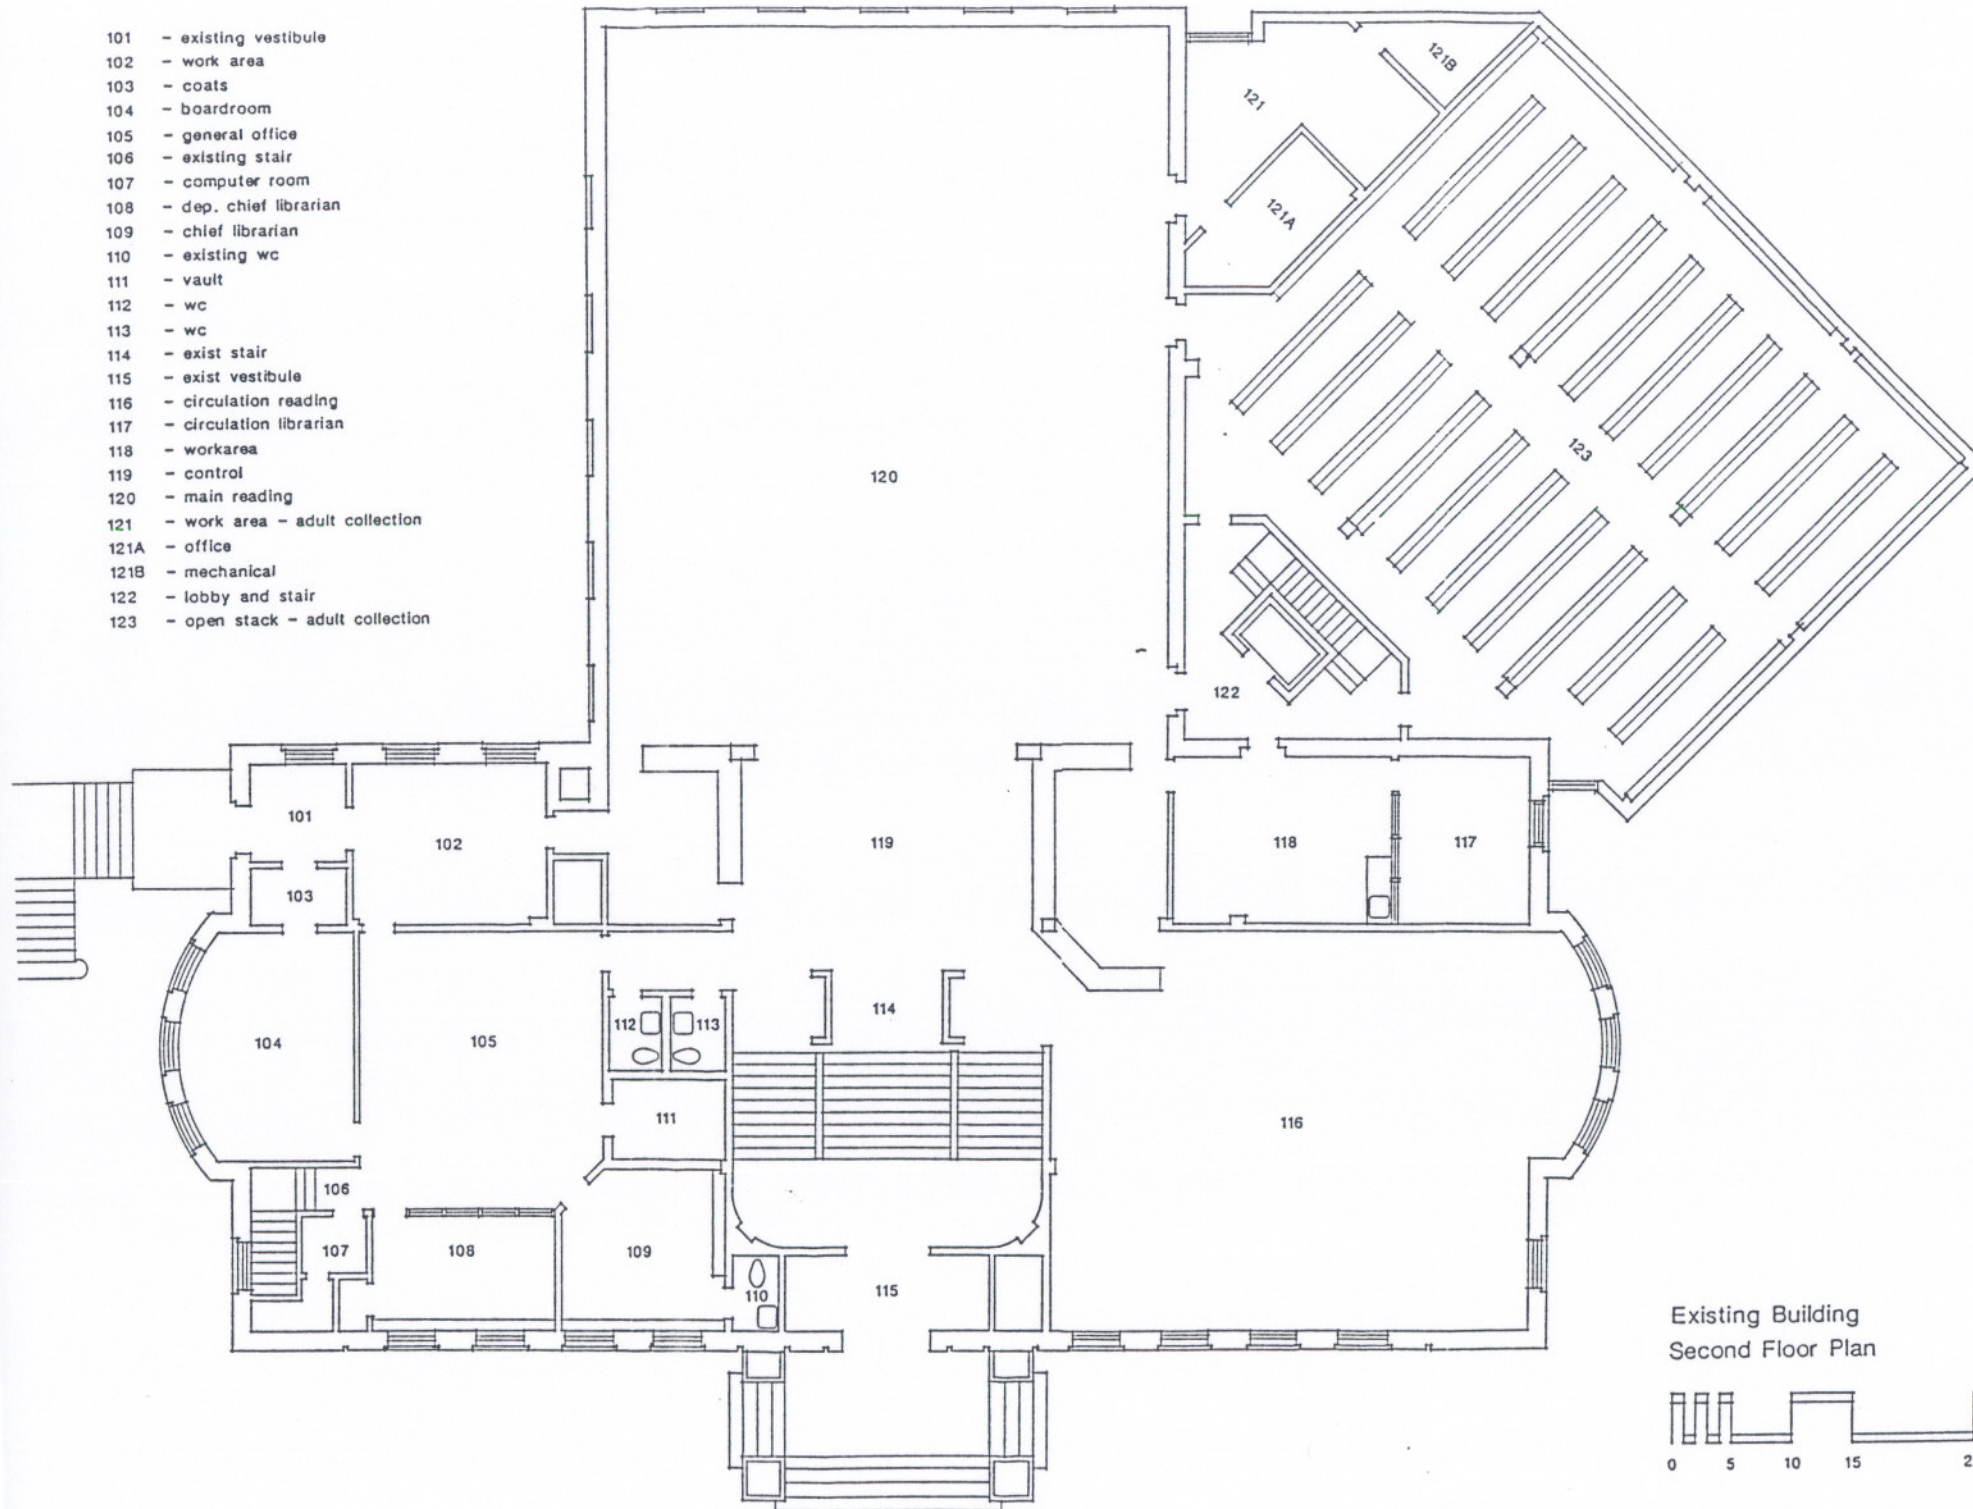 101 - existing vestibule
102 - work area
103 - coats
104 - boardroom
105 - general office
106 - existing stair
107 - computer room
108 - dep. chief librarian
109 - chief librarian
110 - existing wc
111 - vault
112 - wc
113 - wc
114 - exist stair
115 - exist vestibule
116 - circulation reading
117 - circulation librarian
118 - workarea
119 - control
120 - main reading
121 - work area - adult collection
121A - office
121B - mechanical
122 - lobby and stair
123 - open stack - adult collection
121B
121
121A
120
123
122
101
102
119
118
117
103
114
112
113
104
105
111
116
106
107
108
109
110
115
Existing Building
Second Floor Plan
0 5 10 15 2